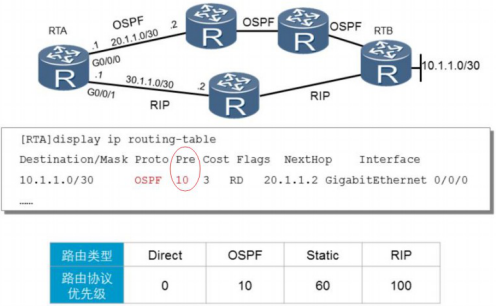 RTA
OSPF
.1
20.1.1.0/30
.2
G0/0/0
R
OSPF
R
OSPF
RTB
R
R
10.1.1.0/30
.1
30.1.1.0/30
.2
G0/0/1
RIP
R
RIP
[RTA]display ip routing-table
Destination/Mask Proto Pre Cost Flags NextHop Interface
10.1.1.0/30 OSPF 10 3 RD 20.1.1.2 GigabitEthernet 0/0/0
……
路由类型 Direct OSPF Static RIP
路由协议
优先级 0 10 60 100